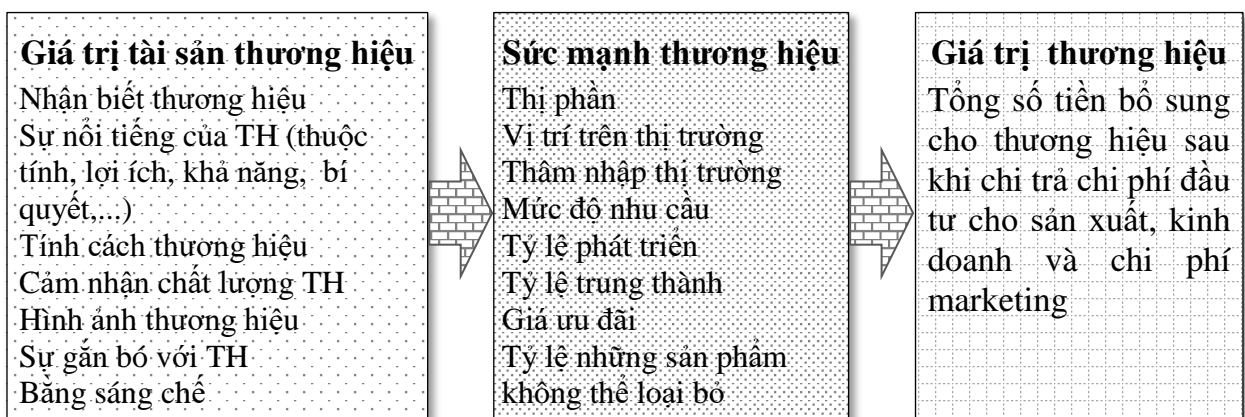 Giá trị tài sản thương hiệu
Nhận biết thương hiệu
Sự nổi tiếng của TH (thuộc
tính, lợi ích, khả năng, bí
quyết,...)
Tính cách thương hiệu
Cảm nhận chất lượng TH
Hình ảnh thương hiệu
Sự gắn bó với TH
Bằng sáng chế
Sức mạnh thương hiệu
Thị phần
Vị trí trên thị trường
Thâm nhập thị trường
Mức độ nhu cầu
Tỷ lệ phát triển
Tỷ lệ trung thành
Giá ưu đãi
Tỷ lệ những sản phẩm
không thể loại bỏ
Giá trị thương hiệu
Tổng số tiền bổ sung
cho thương hiệu sau
khi chi trả chi phí đầu
tư cho sản xuất, kinh
doanh và chi phí
marketing